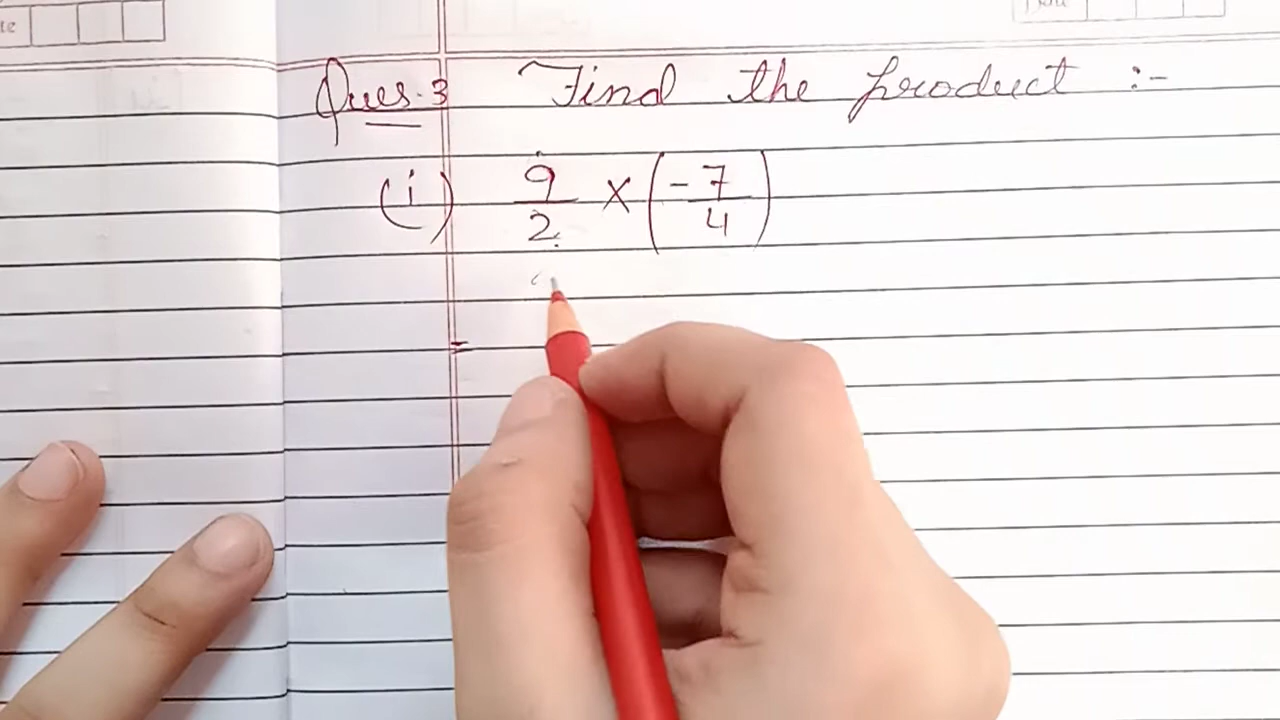 Ques.3 Find the product :-
(i) 9/2 × (-7/4)
=